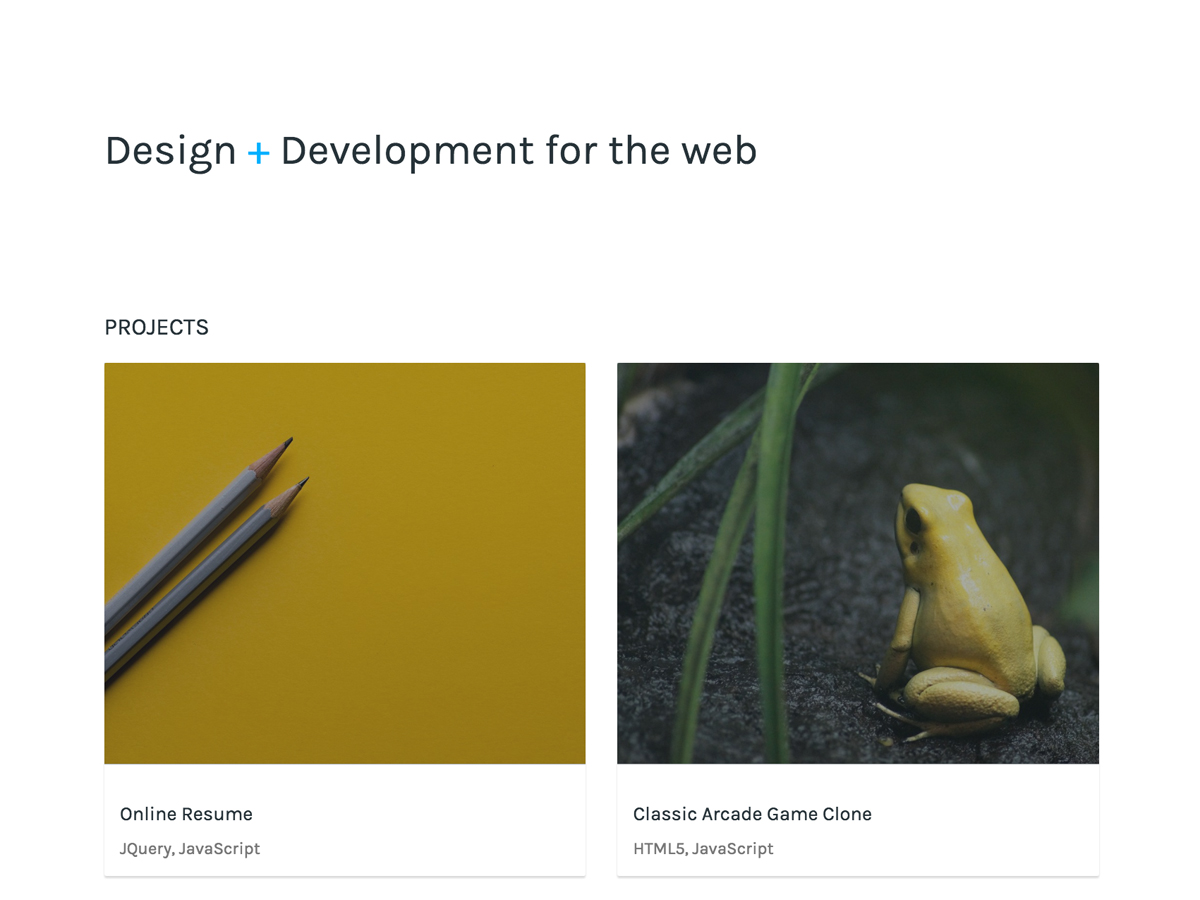 Design + Development for the web
PROJECTS
Online Resume
JQuery, JavaScript
Classic Arcade Game Clone
HTML5, JavaScript